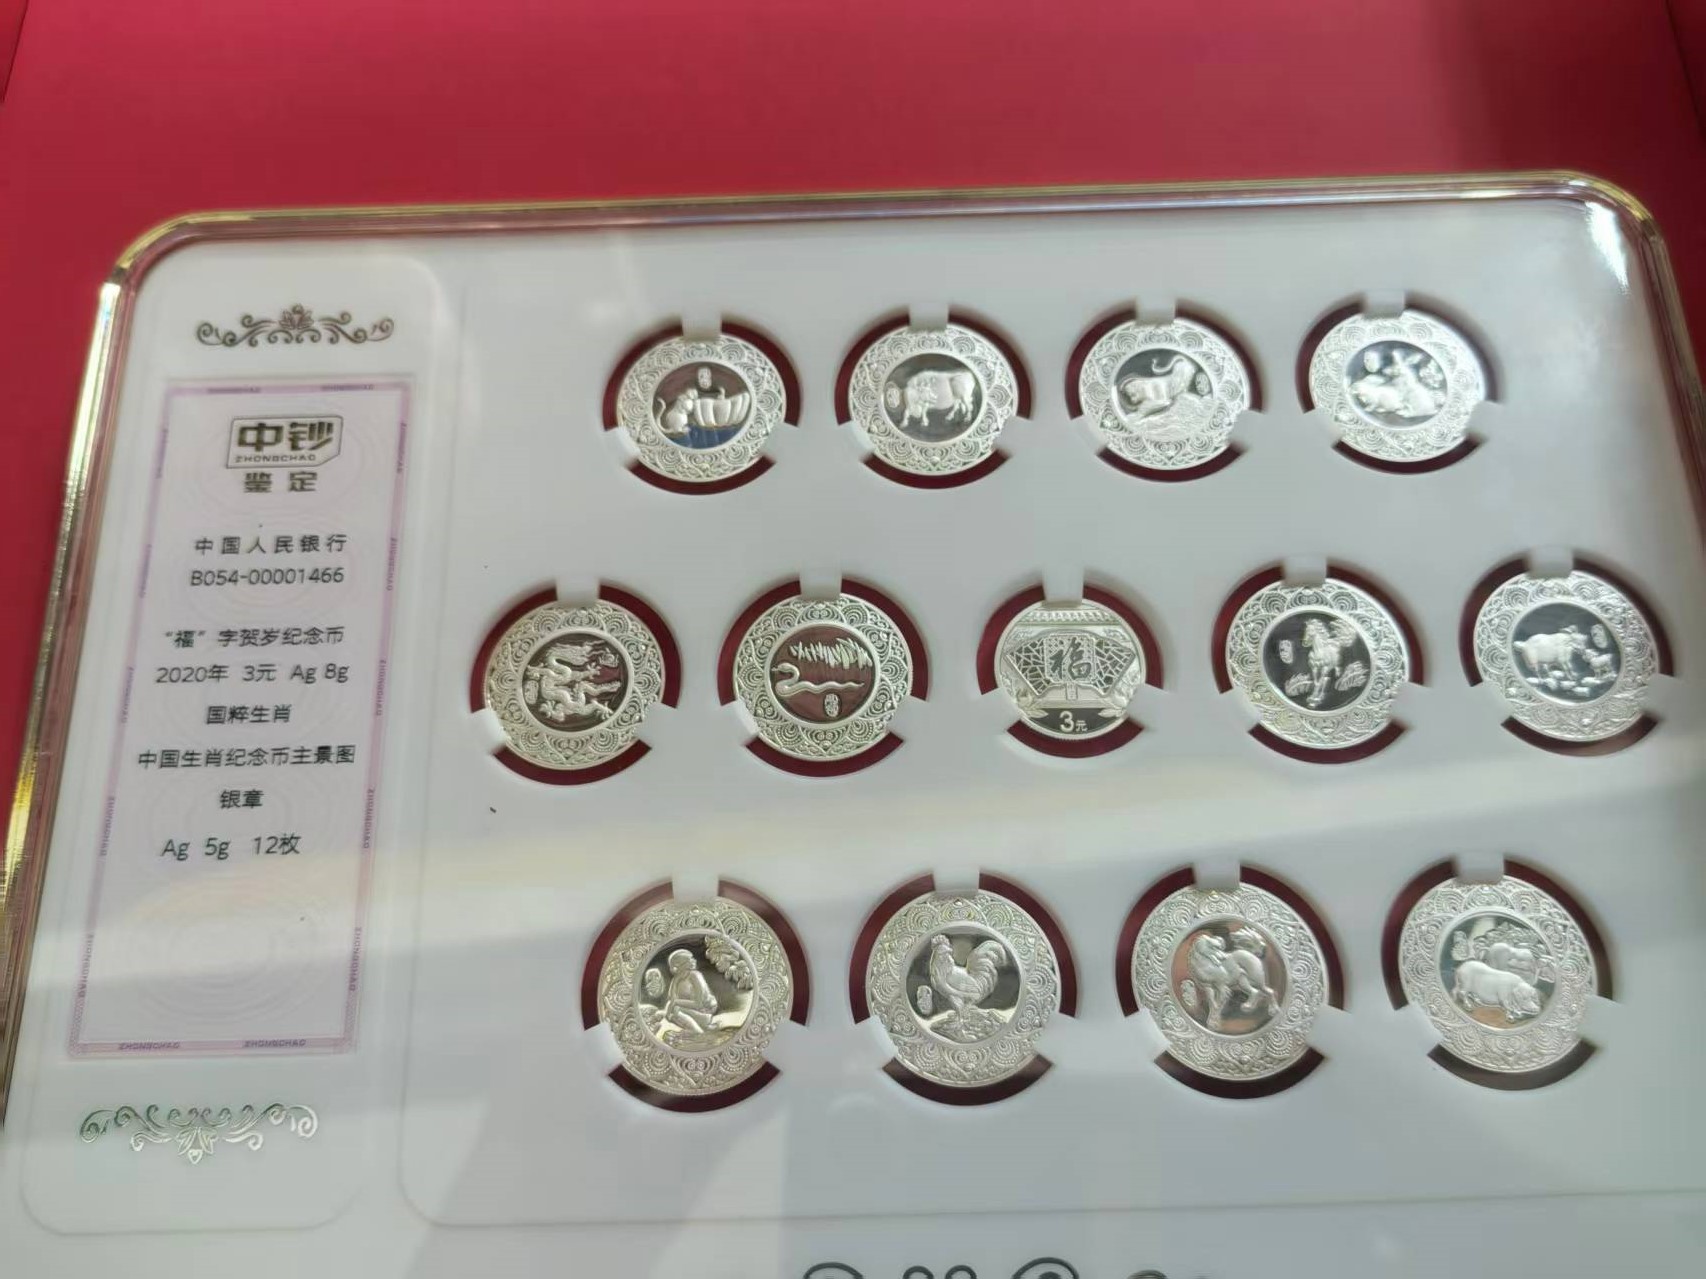 中钞
ZHONGCHAO
鉴定
中国人民银行
B054-00001466
“福”字贺岁纪念币
2020年 3元 Ag 8g
国粹生肖
中国生肖纪念币主景图
银章
Ag 5g 12枚
福
3元